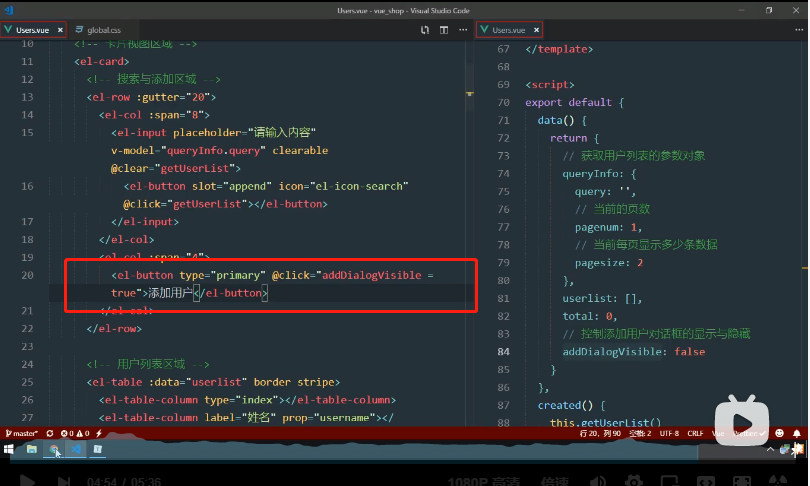 Users.vue - vue_shop - Visual Studio Code
Users.vue ×
global.css
Users.vue ×
10 <!-- 卡片视图区域 -->
11 <el-card>
12 <!-- 搜索与添加区域 -->
13 <el-row :gutter="20">
14 <el-col :span="8">
15 <el-input placeholder="请输入内容"
v-model="queryInfo.query" clearable
@clear="getUserList">
16 <el-button slot="append" icon="el-icon-search"
@click="getUserList"></el-button>
17 </el-input>
18 </el-col>
19 <el-col :span="4">
20 <el-button type="primary" @click="addDialogVisible =
true">添加用户</el-button>
21 </el-col>
22 </el-row>
23
24 <!-- 用户列表区域 -->
25 <el-table :data="userlist" border stripe>
26 <el-table-column type="index"></el-table-column>
27 <el-table-column label="姓名" prop="username"></
67 </template>
68
69 <script>
70 export default {
71 data() {
72 return {
73 // 获取用户列表的参数对象
74 queryInfo: {
75 query: '',
76 // 当前的页数
77 pagenum: 1,
78 // 当前每页显示多少条数据
79 pagesize: 2
80 },
81 userlist: [],
82 total: 0,
83 // 控制添加用户对话框的显示与隐藏
84 addDialogVisible: false
85 }
86 },
87 created() {
88 this.getUserList()
master* 0 0
行 20, 列 90 空格: 2 UTF-8 CRLF Vue Prettier
04:54 / 05:36
1080P 高清 倍速